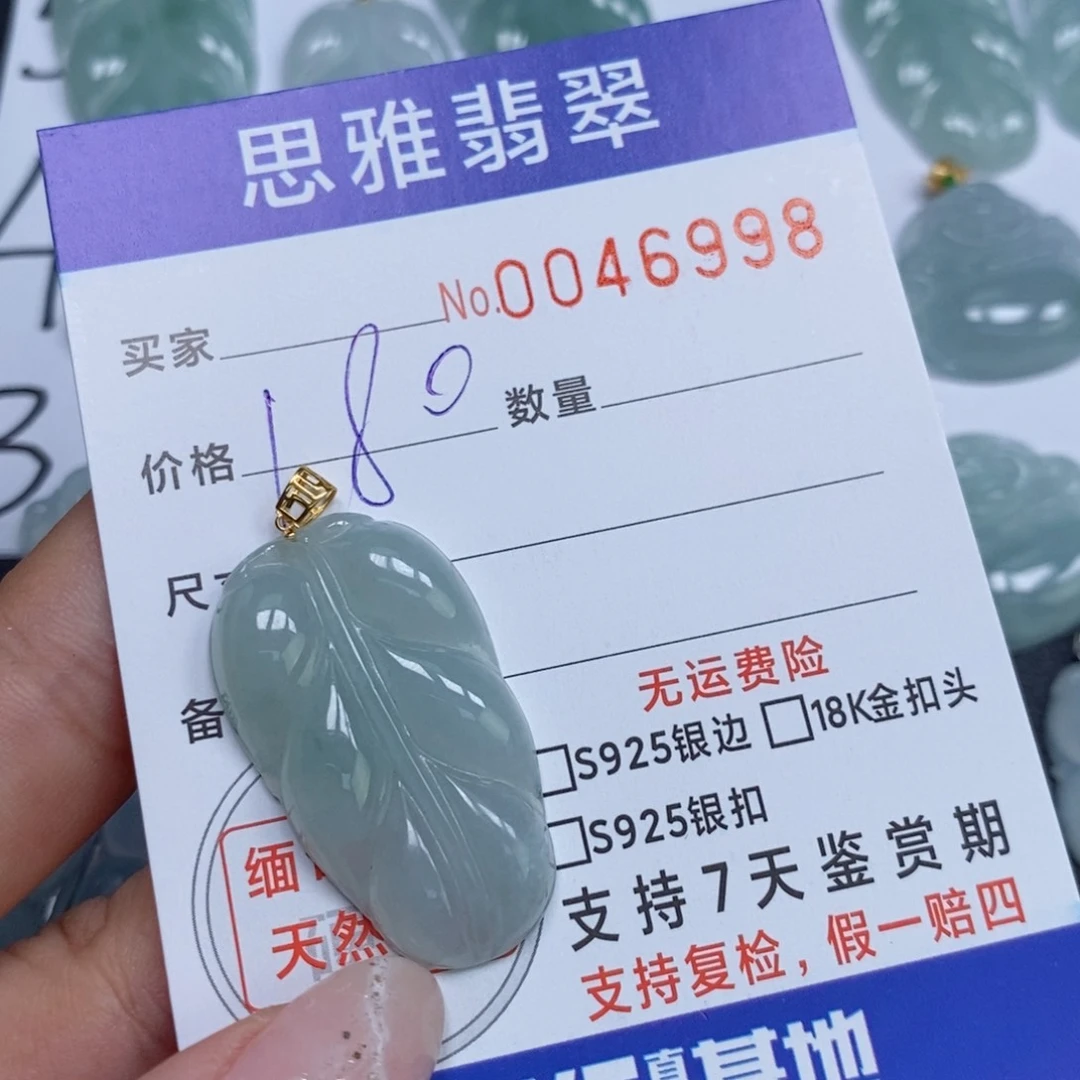 思雅翡翠
No.0046998
买家
价格 180 数量
尺
备
无运费险
□S925银边 □18K金扣头
□S925银扣
缅
天然
支持7天鉴赏期
支持复检，假一赔四
基地